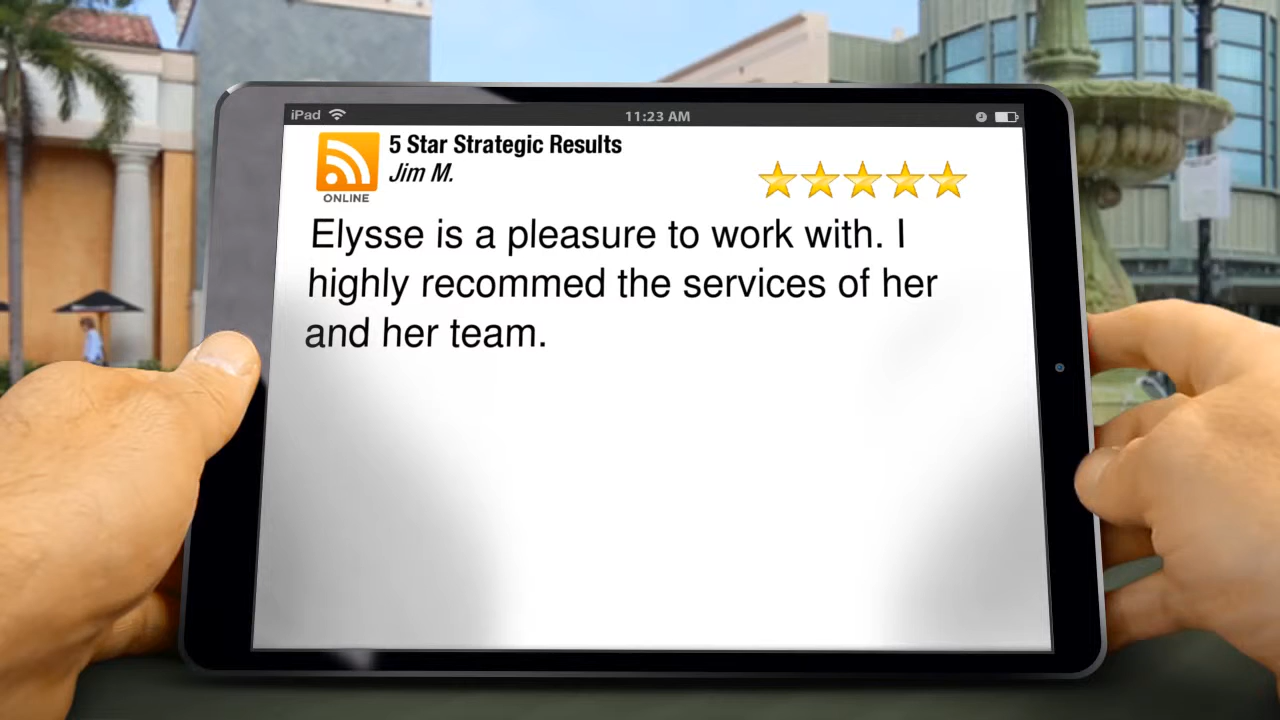 iPad 11:23 AM
5 Star Strategic Results
Jim M.
ONLINE
Elysse is a pleasure to work with. I
highly recommed the services of her
and her team.